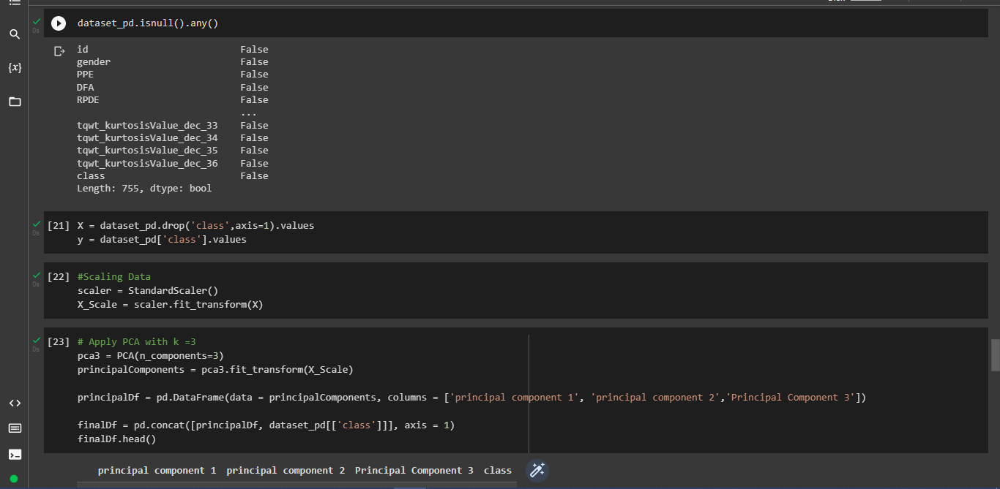 dataset_pd.isnull().any()
0s
id False
gender False
PPE False
DFA False
RPDE False
...
tqwt_kurtosisValue_dec_33 False
tqwt_kurtosisValue_dec_34 False
tqwt_kurtosisValue_dec_35 False
tqwt_kurtosisValue_dec_36 False
class False
Length: 755, dtype: bool
{x}
[21] X = dataset_pd.drop('class',axis=1).values
0s
y = dataset_pd['class'].values
[22] #Scaling Data
0s
scaler = StandardScaler()
X_Scale = scaler.fit_transform(X)
[23] # Apply PCA with k =3
0s
pca3 = PCA(n_components=3)
principalComponents = pca3.fit_transform(X_Scale)
principalDf = pd.DataFrame(data = principalComponents, columns = ['principal component 1', 'principal component 2','Principal Component 3'])
finalDf = pd.concat([principalDf, dataset_pd[['class']]], axis = 1)
finalDf.head()
principal component 1 principal component 2 Principal Component 3 class